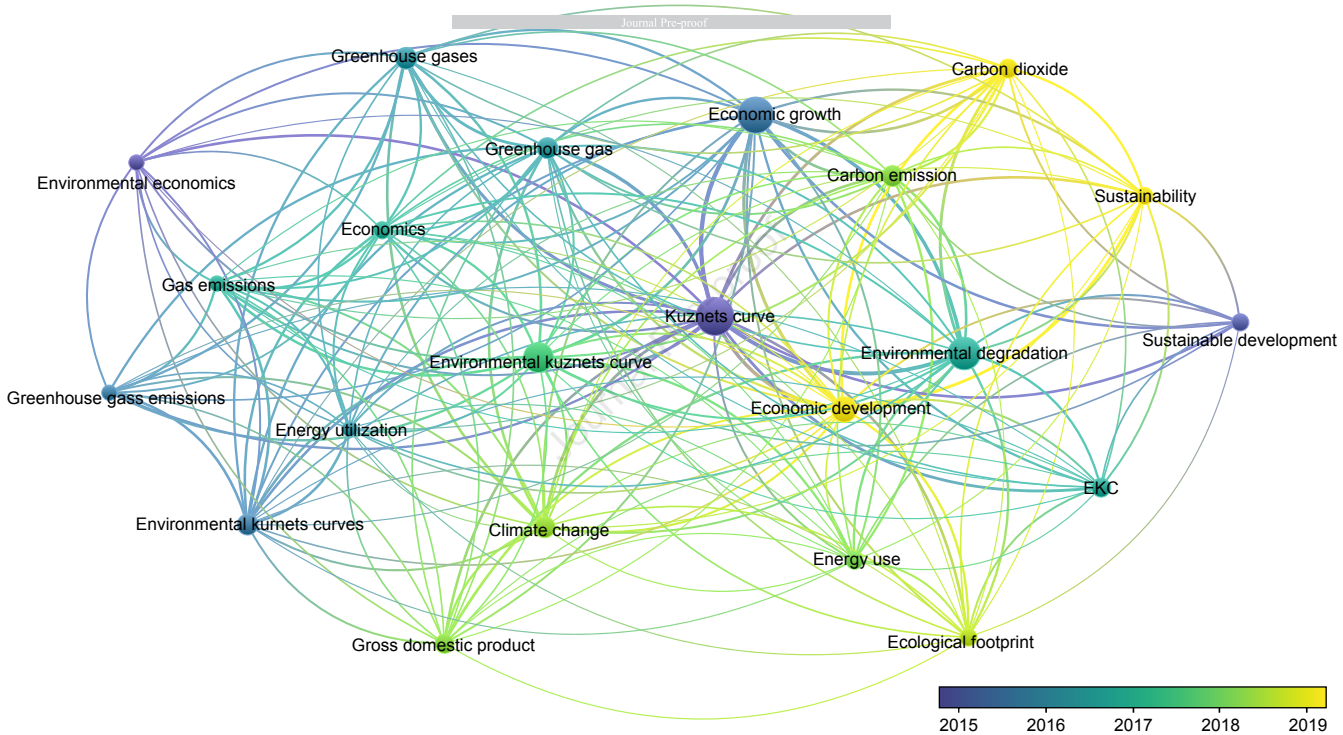 Journal Pre-proof
Greenhouse gases
Carbon dioxide
Economic growth
Greenhouse gas
Carbon emission
Environmental economics
Sustainability
Economics
Gas emissions
Kuznets curve
Sustainable development
Environmental kuznets curve
Environmental degradation
Greenhouse gass emissions
Economic development
Energy utilization
EKC
Environmental kurnets curves
Climate change
Energy use
Gross domestic product
Ecological footprint
2015 2016 2017 2018 2019